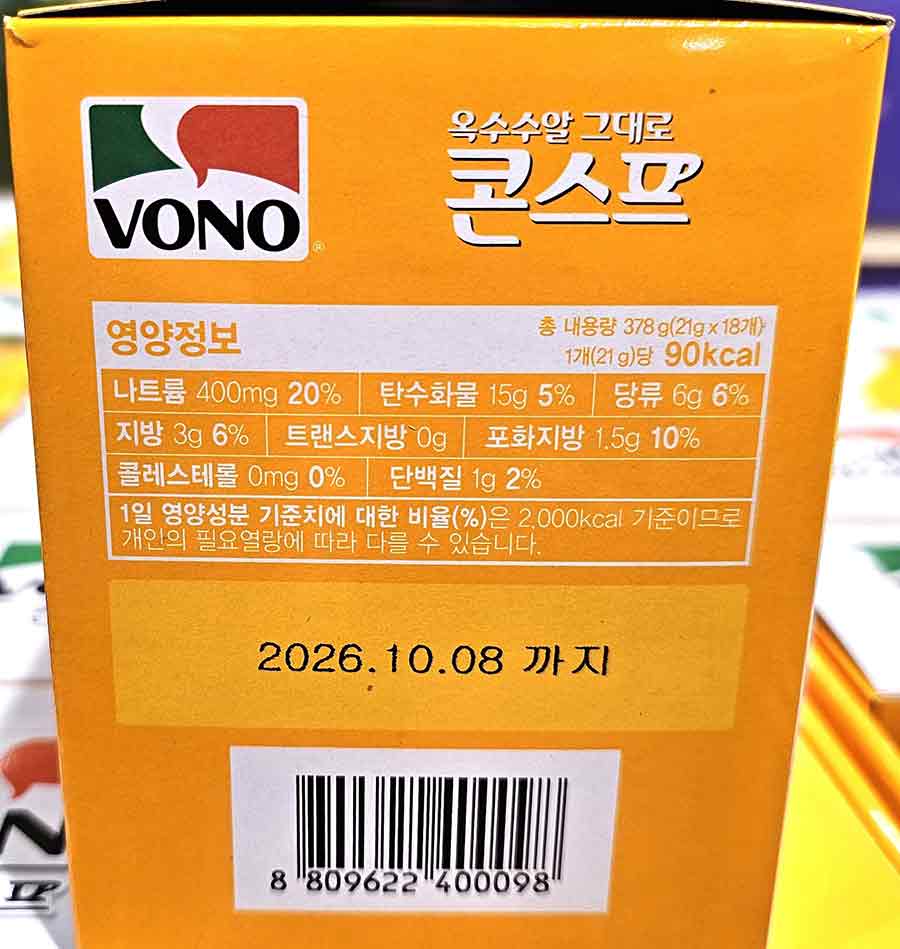 VONO
®
옥수수알 그대로
콘스프
영양정보
총 내용량 378 g(21g x 18개)
1개(21 g)당 90kcal
나트륨 400mg 20% 탄수화물 15g 5% 당류 6g 6%
지방 3g 6% 트랜스지방 0g 포화지방 1.5g 10%
콜레스테롤 0mg 0% 단백질 1g 2%
1일 영양성분 기준치에 대한 비율(%)은 2,000kcal 기준이므로
개인의 필요열량에 따라 다를 수 있습니다.
2026.10.08 까지
8 809622 400098